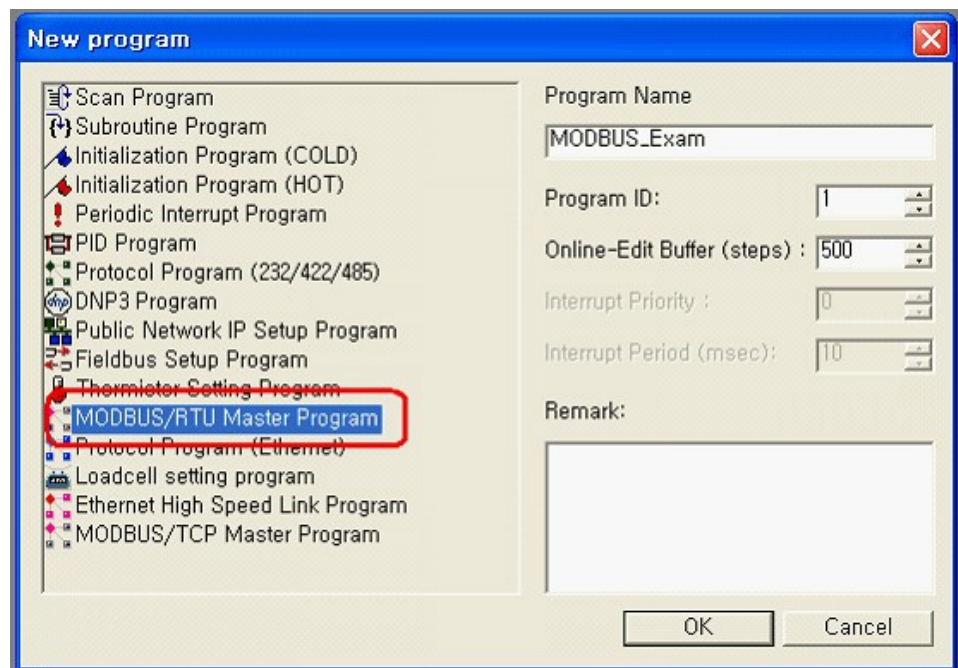 New program
Scan Program
Subroutine Program
Initialization Program (COLD)
Initialization Program (HOT)
Periodic Interrupt Program
PID Program
Protocol Program (232/422/485)
DNP3 Program
Public Network IP Setup Program
Fieldbus Setup Program
Thermister Setting Program
MODBUS/RTU Master Program
Protocol Program (Ethernet)
Loadcell setting program
Ethernet High Speed Link Program
MODBUS/TCP Master Program
Program Name
MODBUS_Exam
Program ID: 1
Online-Edit Buffer (steps) : 500
Interrupt Priority : 0
Interrupt Period (msec): 10
Remark:
OK Cancel